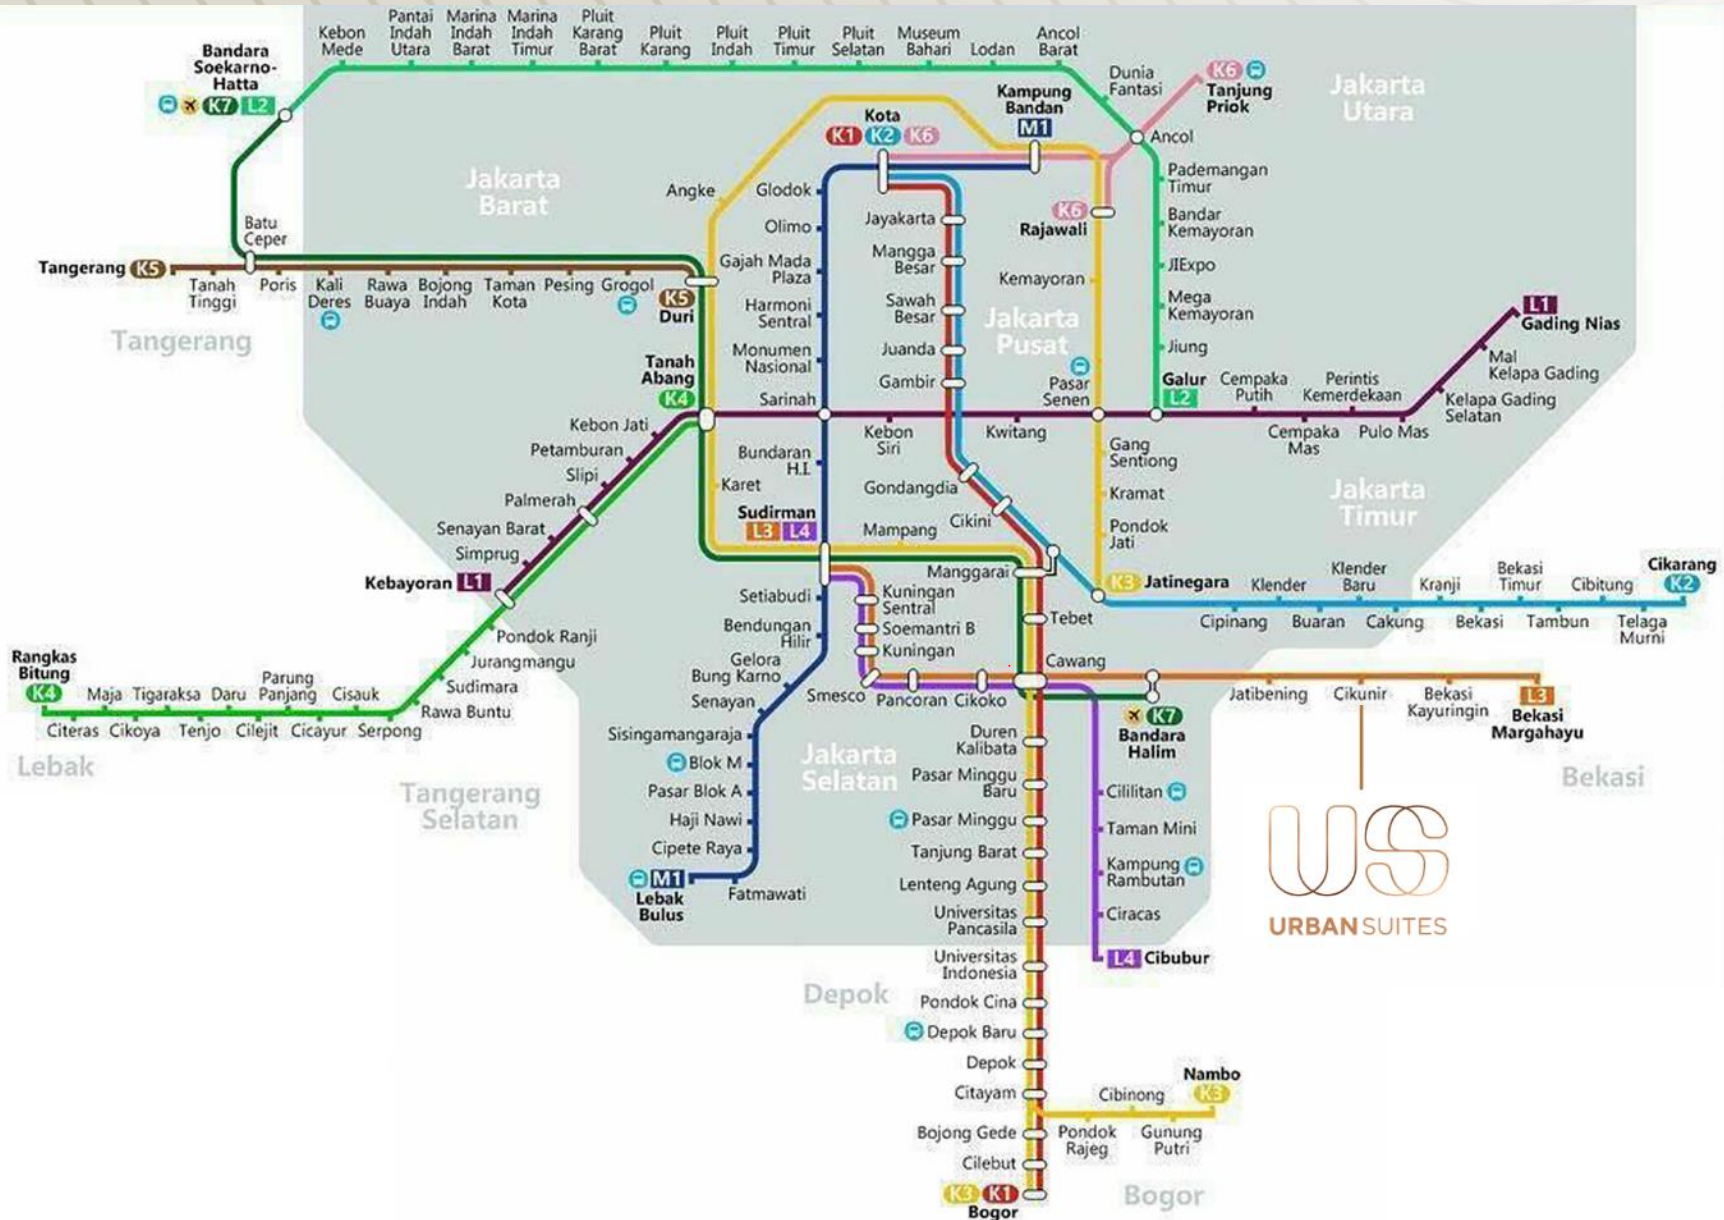 Kebon
Mede
Pantai
Indah
Utara
Marina
Indah
Barat
Marina
Indah
Timur
Pluit
Karang
Barat
Pluit
Karang
Pluit
Indah
Pluit
Timur
Pluit
Selatan
Museum
Bahari
Lodan
Ancol
Barat
Dunia
Fantasi
K6
Tanjung
Priok
Jakarta
Utara
Bandara
Soekarno-
Hatta
K7 L2
Kampung
Bandan
M1
Kota
K1 K2 K6
Ancol
Jakarta
Barat
Angke
Glodok
Olimo
Gajah Mada
Plaza
Harmoni
Sentral
Monumen
Nasional
Sarinah
Bundaran
H.I.
Jayakarta
Mangga
Besar
Sawah
Besar
Juanda
Gambir
K6
Rajawali
Kemayoran
Jakarta
Pusat
Pasar
Senen
Pademangan
Timur
Bandar
Kemayoran
JIExpo
Mega
Kemayoran
Jiung
Galur
L2
Cempaka
Putih
Perintis
Kemerdekaan
Cempaka
Mas
Pulo Mas
L1
Gading Nias
Mal
Kelapa Gading
Kelapa Gading
Selatan
Batu
Ceper
Tangerang K5
Tanah
Tinggi
Poris
Kali
Deres
Rawa
Buaya
Bojong
Indah
Taman
Kota
Pesing
Grogol
K5
Duri
Tangerang
Tanah
Abang
K4
Kebon Jati
Petamburan
Slipi
Palmerah
Senayan Barat
Simprug
Kebayoran L1
Kebon
Siri
Kwitang
Karet
Sudirman
L3 L4
Mampang
Gondangdia
Cikini
Manggarai
Gang
Sentiong
Kramat
Pondok
Jati
Jakarta
Timur
K3 Jatinegara
Klender
Klender
Baru
Kranji
Bekasi
Timur
Cibitung
Cikarang
K2
Cipinang
Buaran
Cakung
Bekasi
Tambun
Telaga
Murni
Pondok Ranji
Jurangmangu
Sudimara
Rawa Buntu
Rangkas
Bitung
K4
Maja
Tigaraksa
Daru
Parung
Panjang
Cisauk
Citeras
Cikoya
Tenjo
Cilejit
Cicayur
Serpong
Lebak
Tangerang
Selatan
Setiabudi
Bendungan
Hilir
Gelora
Bung Karno
Senayan
Sisingamangaraja
Blok M
Pasar Blok A
Haji Nawi
Cipete Raya
M1
Lebak
Bulus
Fatmawati
Kuningan
Sentral
Soemantri B
Kuningan
Smesco
Pancoran
Cikoko
Tebet
Cawang
K7
Bandara
Halim
Jatibening
Cikunir
Bekasi
Kayuringin
L3
Bekasi
Margahayu
Bekasi
Jakarta
Selatan
Duren
Kalibata
Pasar Minggu
Baru
Pasar Minggu
Tanjung Barat
Lenteng Agung
Universitas
Pancasila
Universitas
Indonesia
Pondok Cina
Depok Baru
Depok
Citayam
Bojong Gede
Cilebut
K3 K1
Bogor
Cililitan
Taman Mini
Kampung
Rambutan
Ciracas
L4 Cibubur
US
URBAN SUITES
Depok
Nambo
K3
Cibinong
Pondok
Rajeg
Gunung
Putri
Bogor